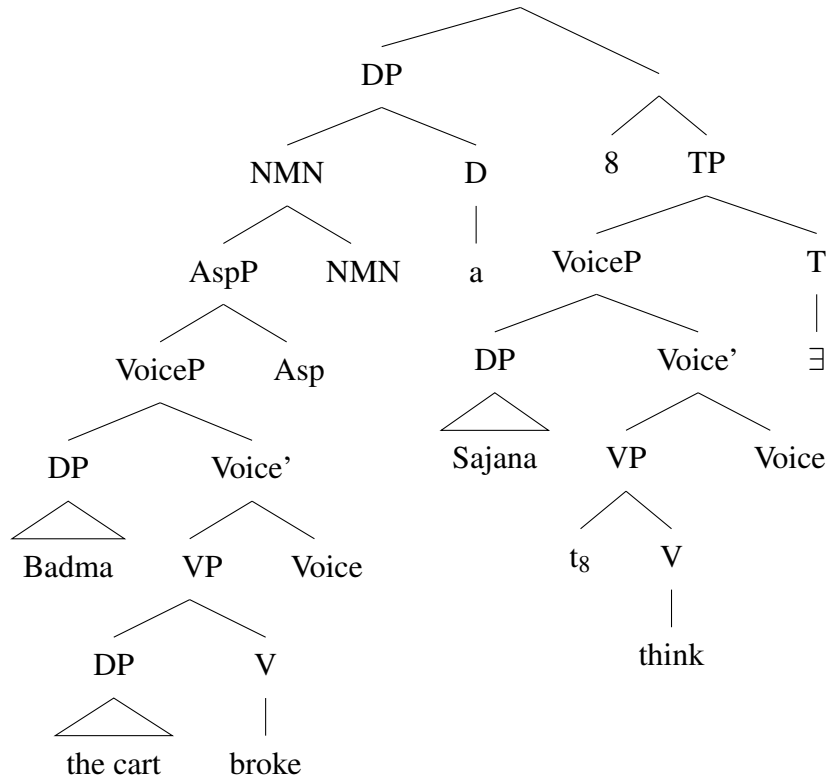 DP
NMN D 8 TP
AspP NMN a VoiceP T
VoiceP Asp DP Voice’ ∃
DP Voice’ Sajana VP Voice
Badma VP Voice t8 V
DP V think
the cart broke